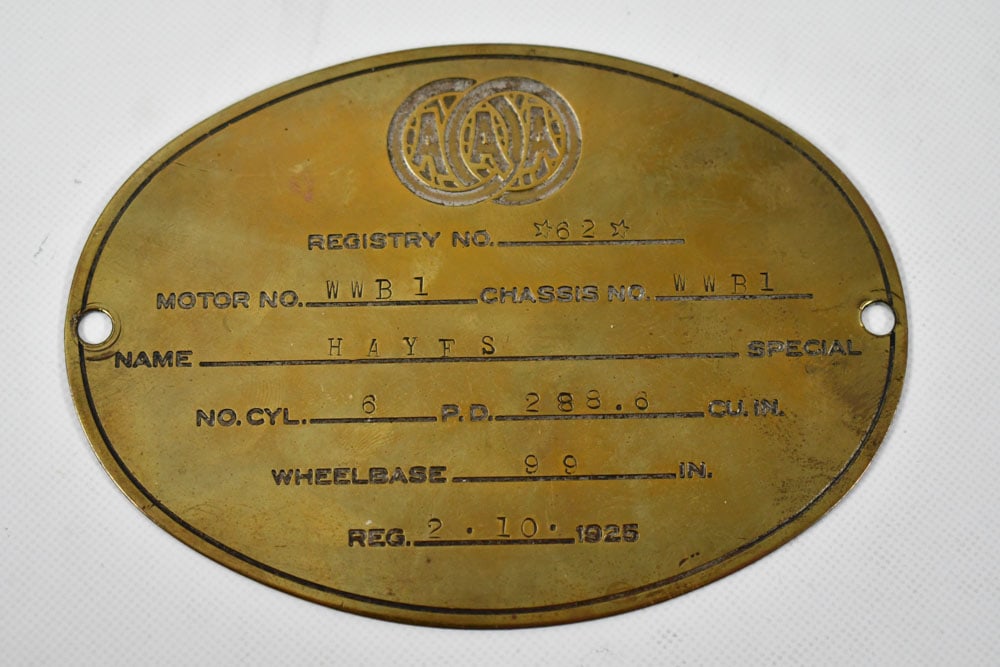 AAA
REGISTRY NO. ☆62☆
MOTOR NO. WWB1 CHASSIS NO. WWB1
NAME HAYES SPECIAL
NO. CYL. 6 P.D. 288.6 CU. IN.
WHEELBASE 99 IN.
REG. 2.10. 1925